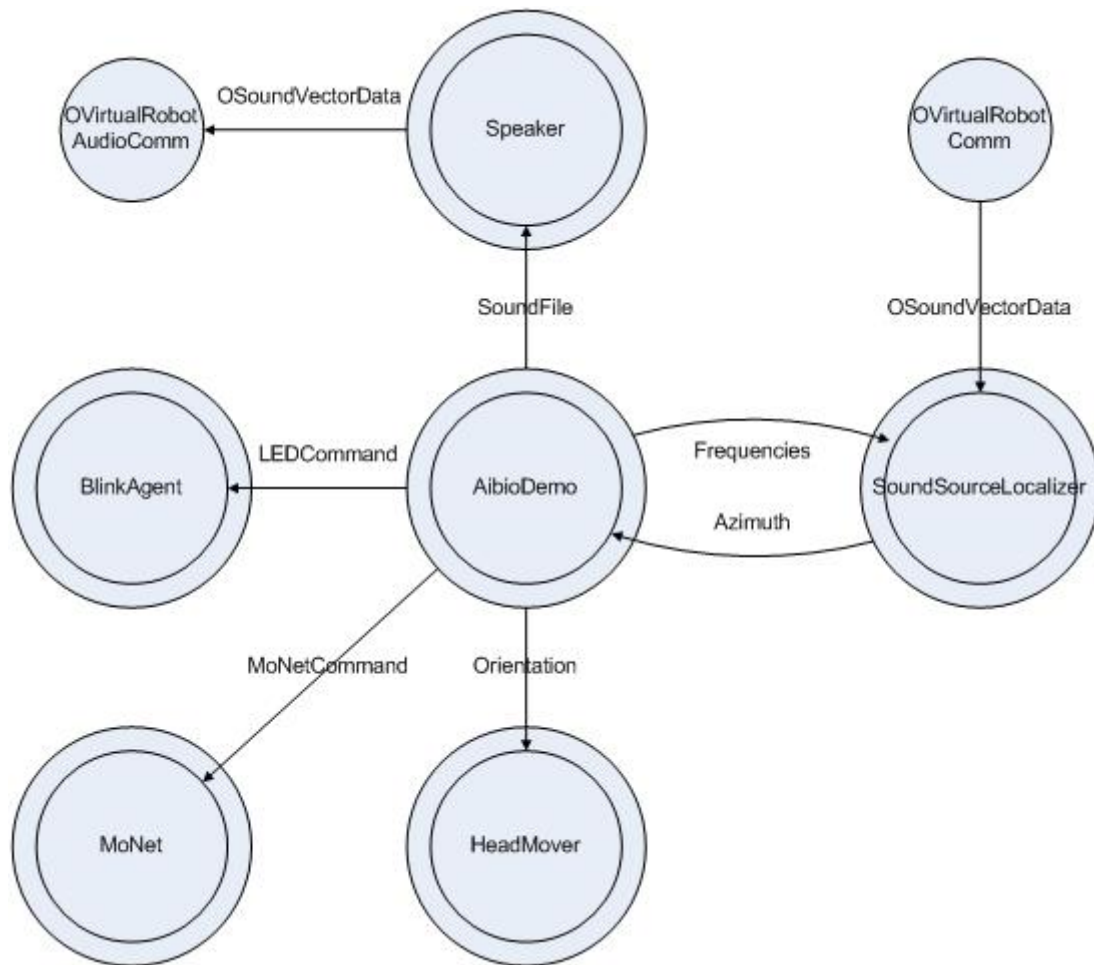 OSoundVectorData
OVirtualRobot
AudioComm
Speaker
OVirtualRobot
Comm
SoundFile
OSoundVectorData
LEDCommand
Frequencies
BlinkAgent
AibioDemo
SoundSourceLocalizer
Azimuth
MoNetCommand
Orientation
MoNet
HeadMover